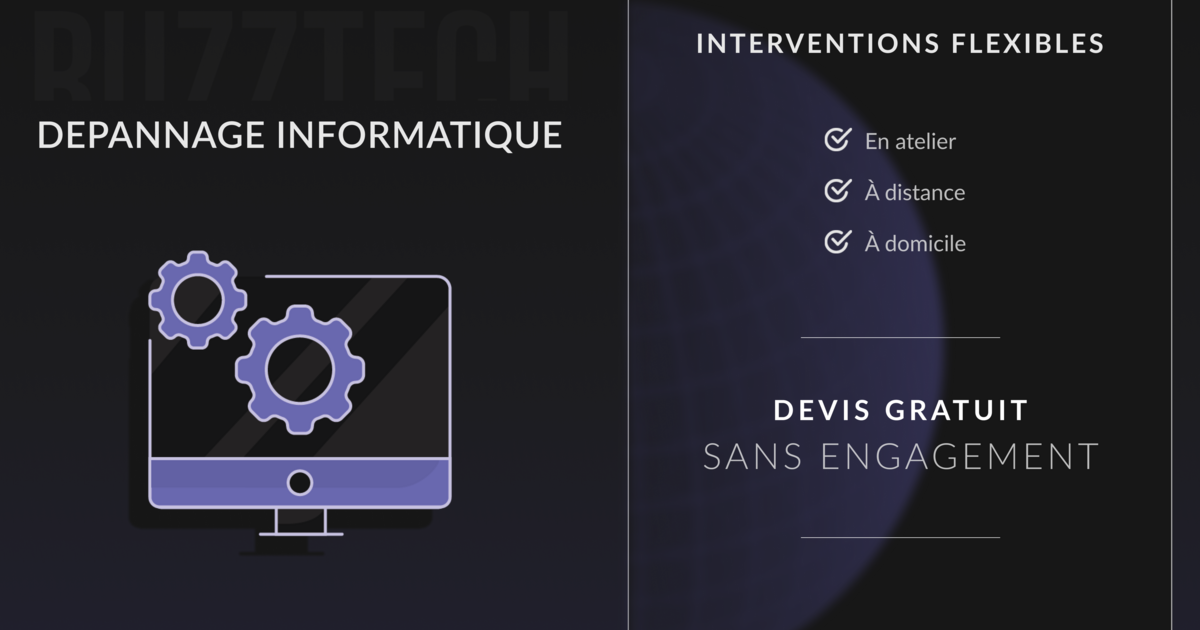 BUZZTECH
DEPANNAGE INFORMATIQUE
INTERVENTIONS FLEXIBLES
En atelier
À distance
À domicile
DEVIS GRATUIT
SANS ENGAGEMENT